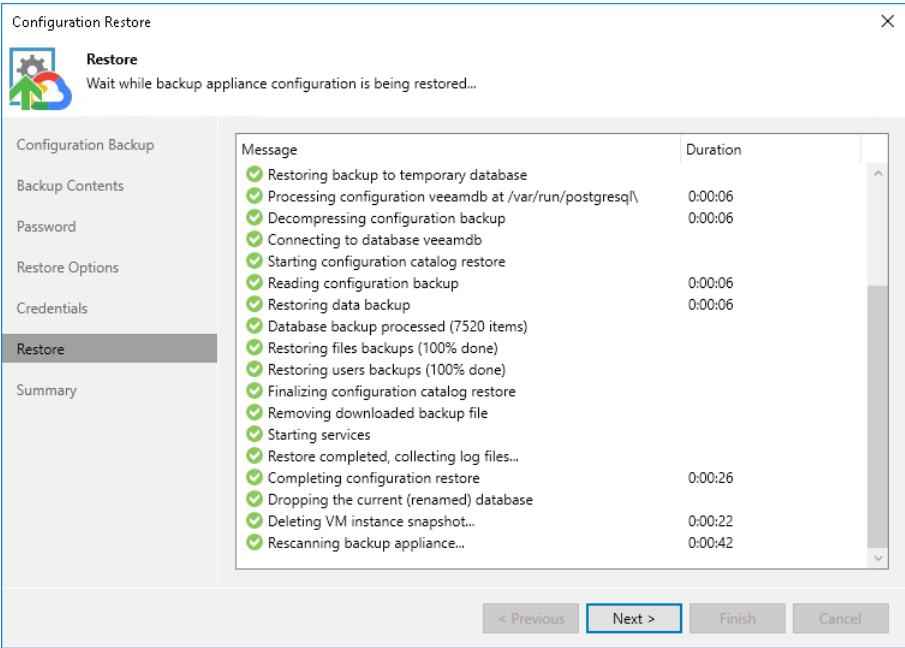 Configuration Restore
Restore
Wait while backup appliance configuration is being restored...
Configuration Backup
Backup Contents
Password
Restore Options
Credentials
Restore
Summary
Message Duration
Restoring backup to temporary database
Processing configuration veeamdb at /var/run/postgresql\ 0:00:06
Decompressing configuration backup 0:00:06
Connecting to database veeamdb
Starting configuration catalog restore
Reading configuration backup 0:00:06
Restoring data backup 0:00:06
Database backup processed (7520 items)
Restoring files backups (100% done)
Restoring users backups (100% done)
Finalizing configuration catalog restore
Removing downloaded backup file
Starting services
Restore completed, collecting log files...
Completing configuration restore 0:00:26
Dropping the current (renamed) database
Deleting VM instance snapshot... 0:00:22
Rescanning backup appliance... 0:00:42
< Previous Next > Finish Cancel